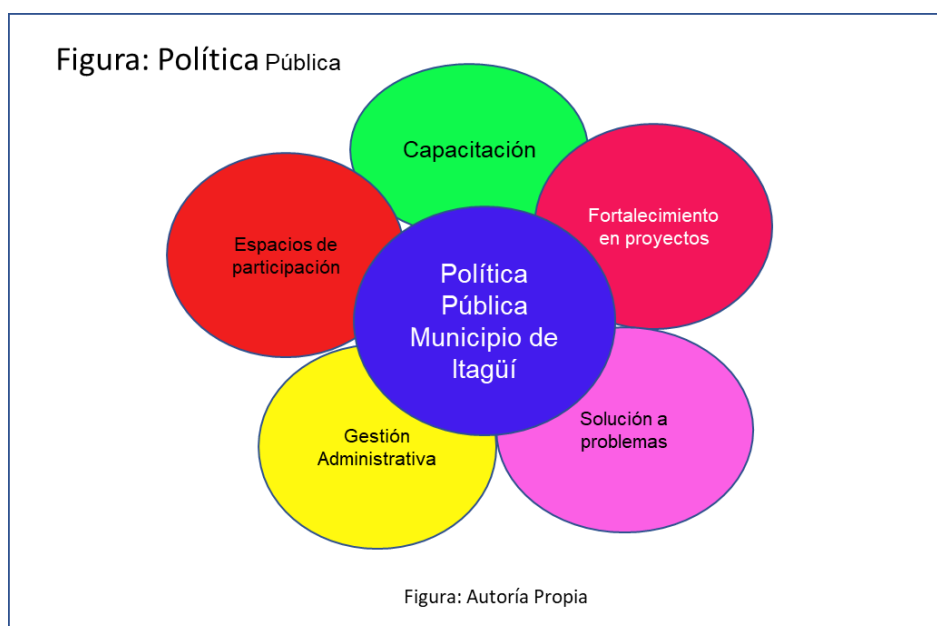 Figura: Política Pública
Capacitación
Fortalecimiento
en proyectos
Espacios de
participación
Política
Pública
Municipio de
Itagüí
Solución a
problemas
Gestión
Administrativa
Figura: Autoría Propia